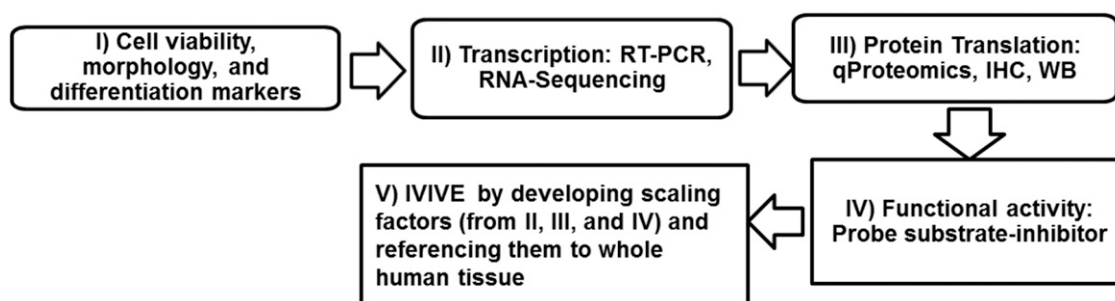 I) Cell viability,
morphology, and
differentiation markers
II) Transcription: RT-PCR,
RNA-Sequencing
III) Protein Translation:
qProteomics, IHC, WB
IV) Functional activity:
Probe substrate-inhibitor
V) IVIVE by developing scaling
factors (from II, III, and IV) and
referencing them to whole
human tissue